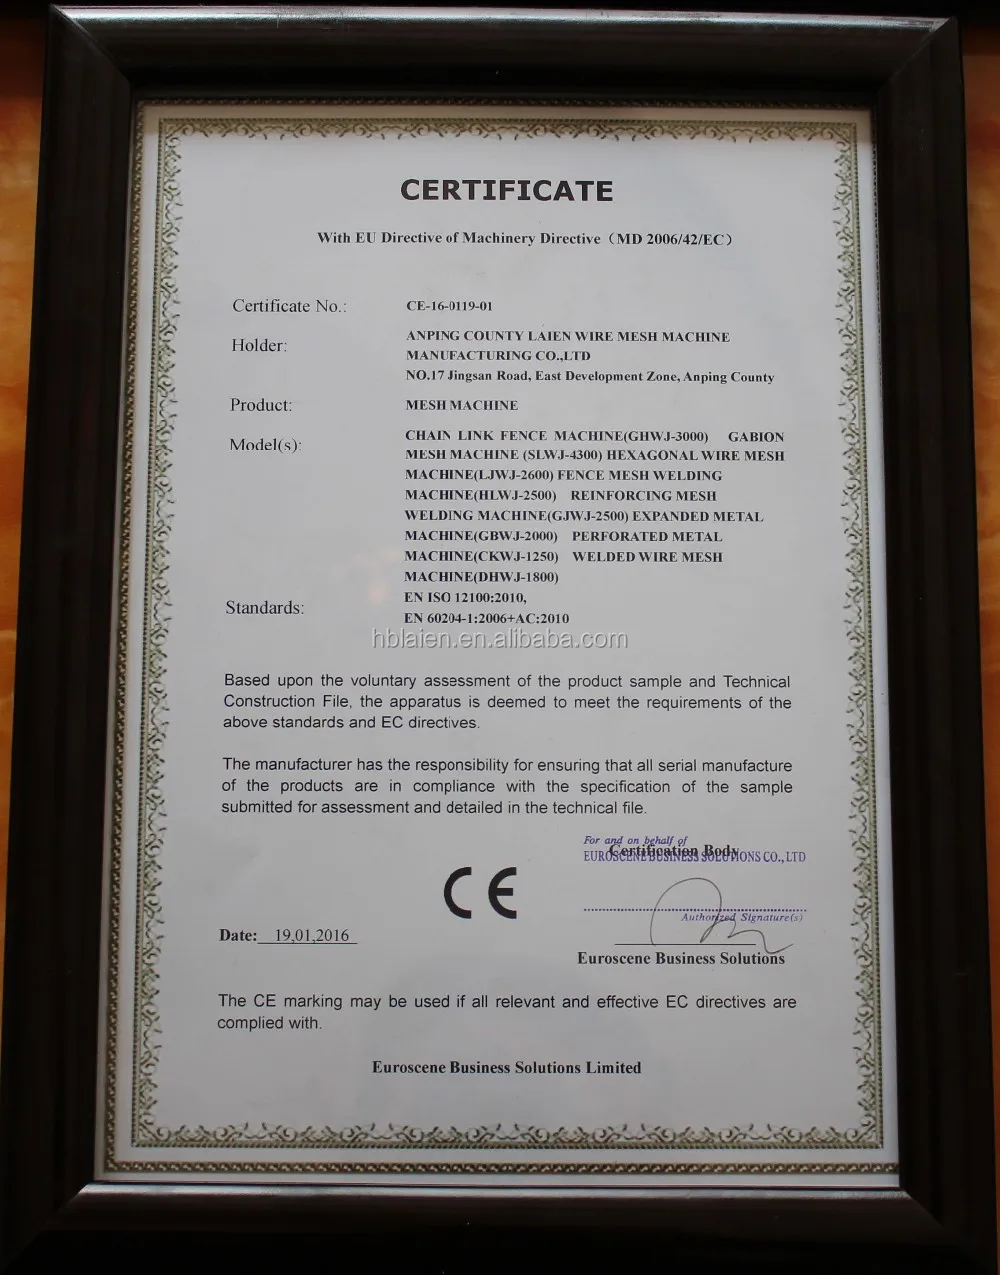 CERTIFICATE
With EU Directive of Machinery Directive（MD 2006/42/EC）
Certificate No.: CE-16-0119-01
Holder: ANPING COUNTY LAIEN WIRE MESH MACHINE
MANUFACTURING CO.,LTD
NO.17 Jingsan Road, East Development Zone, Anping County
Product: MESH MACHINE
Model(s): CHAIN LINK FENCE MACHINE(GHWJ-3000) GABION
MESH MACHINE (SLWJ-4300) HEXAGONAL WIRE MESH
MACHINE(LJWJ-2600) FENCE MESH WELDING
MACHINE(HLWJ-2500) REINFORCING MESH
WELDING MACHINE(GJWJ-2500) EXPANDED METAL
MACHINE(GBWJ-2000) PERFORATED METAL
MACHINE(CKWJ-1250) WELDED WIRE MESH
MACHINE(DHWJ-1800)
Standards: EN ISO 12100:2010,
EN 60204-1:2006+AC:2010
hblaien.en.alibaba.com
Based upon the voluntary assessment of the product sample and Technical
Construction File, the apparatus is deemed to meet the requirements of the
above standards and EC directives.
The manufacturer has the responsibility for ensuring that all serial manufacture
of the products are in compliance with the specification of the sample
submitted for assessment and detailed in the technical file.
For and on behalf of
Certification Body
EUROSCENE BUSINESS SOLUTIONS CO., LTD
CE
Authorized Signature(s)
Date: 19,01,2016
Euroscene Business Solutions
The CE marking may be used if all relevant and effective EC directives are
complied with.
Euroscene Business Solutions Limited